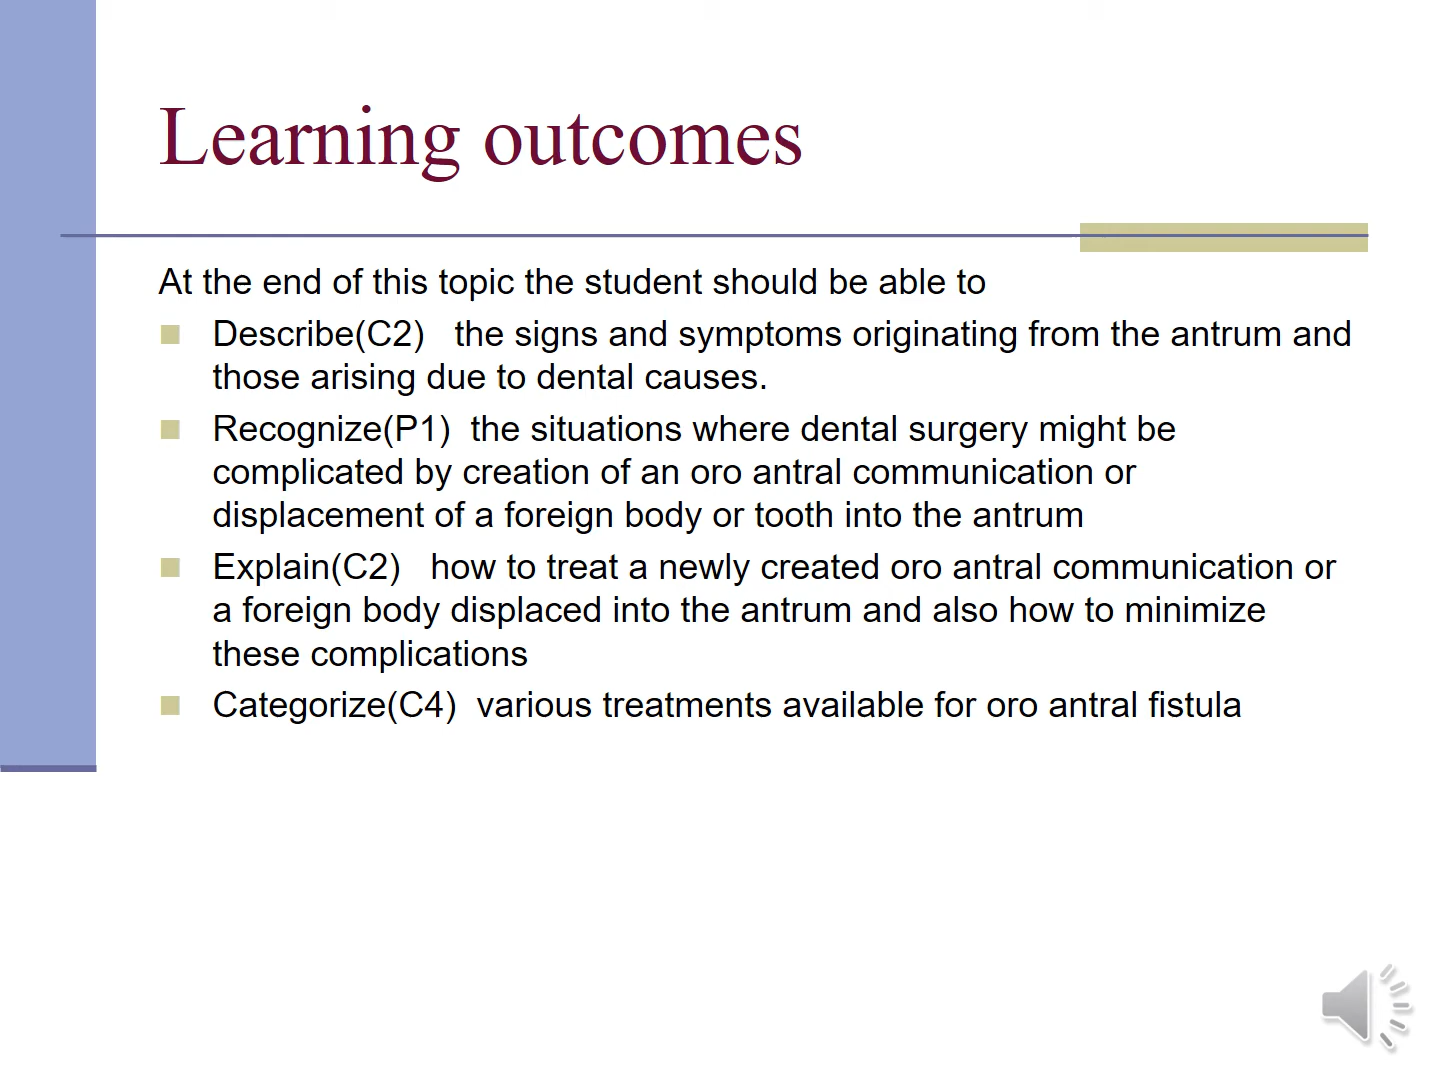 Learning outcomes
At the end of this topic the student should be able to
Describe(C2) the signs and symptoms originating from the antrum and
those arising due to dental causes.
Recognize(P1) the situations where dental surgery might be
complicated by creation of an oro antral communication or
displacement of a foreign body or tooth into the antrum
Explain(C2) how to treat a newly created oro antral communication or
a foreign body displaced into the antrum and also how to minimize
these complications
Categorize(C4) various treatments available for oro antral fistula